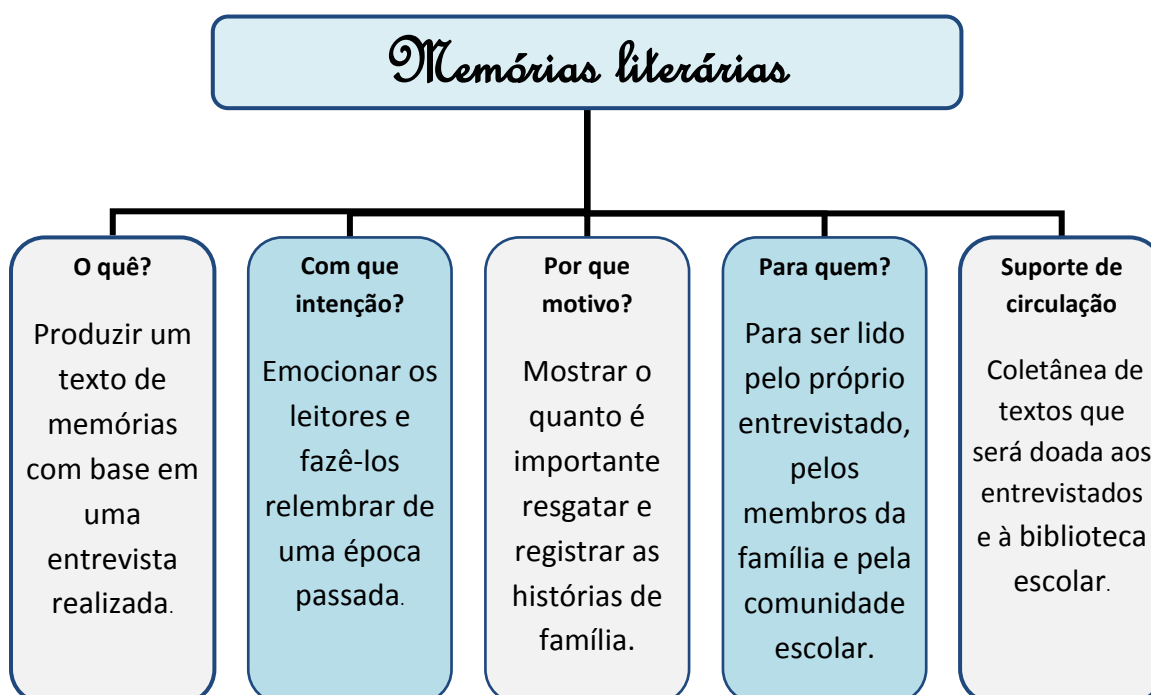 Memórias literárias
O quê?
Produzir um
texto de
memórias
com base em
uma
entrevista
realizada.
Com que
intenção?
Emocionar os
leitores e
fazê-los
relembrar de
uma época
passada.
Por que
motivo?
Mostrar o
quanto é
importante
resgatar e
registrar as
histórias de
família.
Para quem?
Para ser lido
pelo próprio
entrevistado,
pelos
membros da
família e pela
comunidade
escolar.
Suporte de
circulação
Coletânea de
textos que
será doada aos
entrevistados
e à biblioteca
escolar.